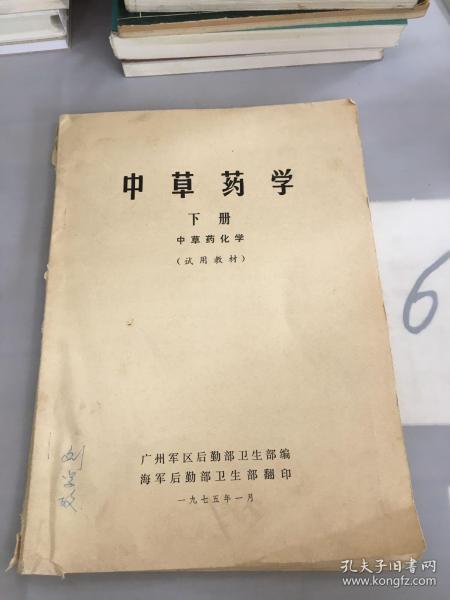 中草药学
下册
中草药化学
（试用教材）
广州军区后勤部卫生部编
海军后勤部卫生部翻印
一九七五年一月
6
孔夫子旧书网
www.kongfz.com